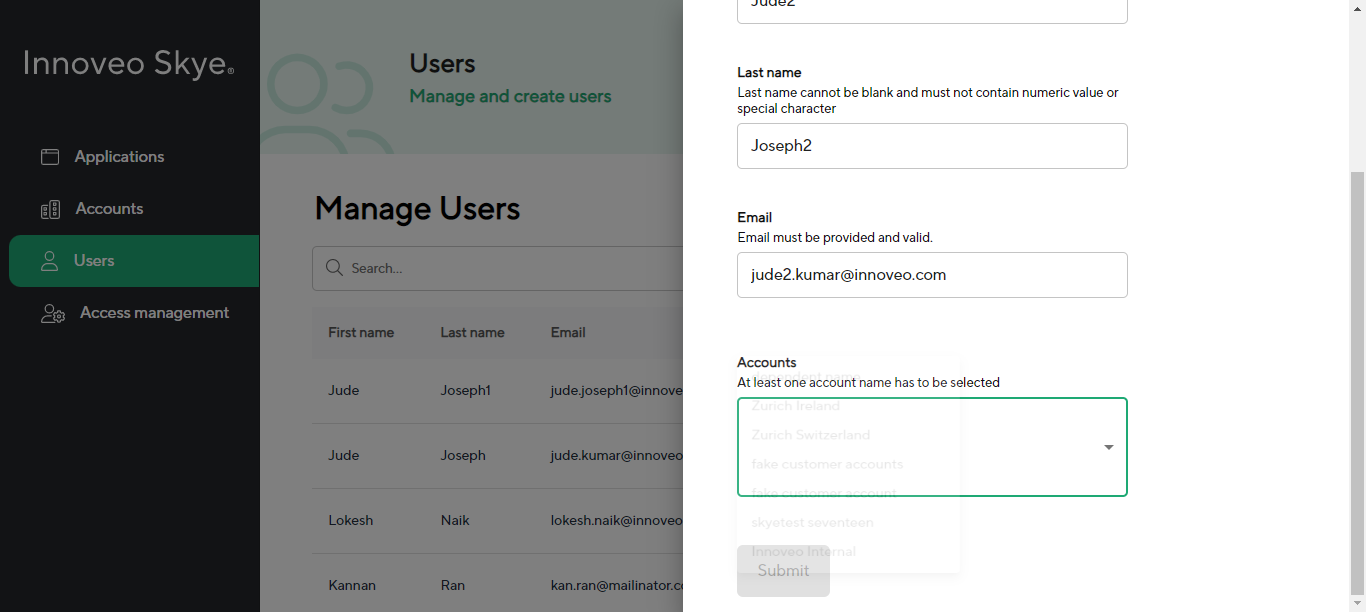 Innoveo Skye®
Applications
Accounts
Users
Access management
Users
Manage and create users
Manage Users
Search...
First name Last name Email
Jude Joseph1 jude.joseph1@innove
Jude Joseph jude.kumar@innoveo
Lokesh Naik lokesh.naik@innoveo
Kannan Ran kan.ran@mailinator.co
Jude2
Last name
Last name cannot be blank and must not contain numeric value or
special character
Joseph2
Email
Email must be provided and valid.
jude2.kumar@innoveo.com
Accounts
At least one account name has to be selected
Zurich Ireland
Zurich Switzerland
fake customer accounts
fake customer account
skyetest seventeen
Innoveo Internal
Submit